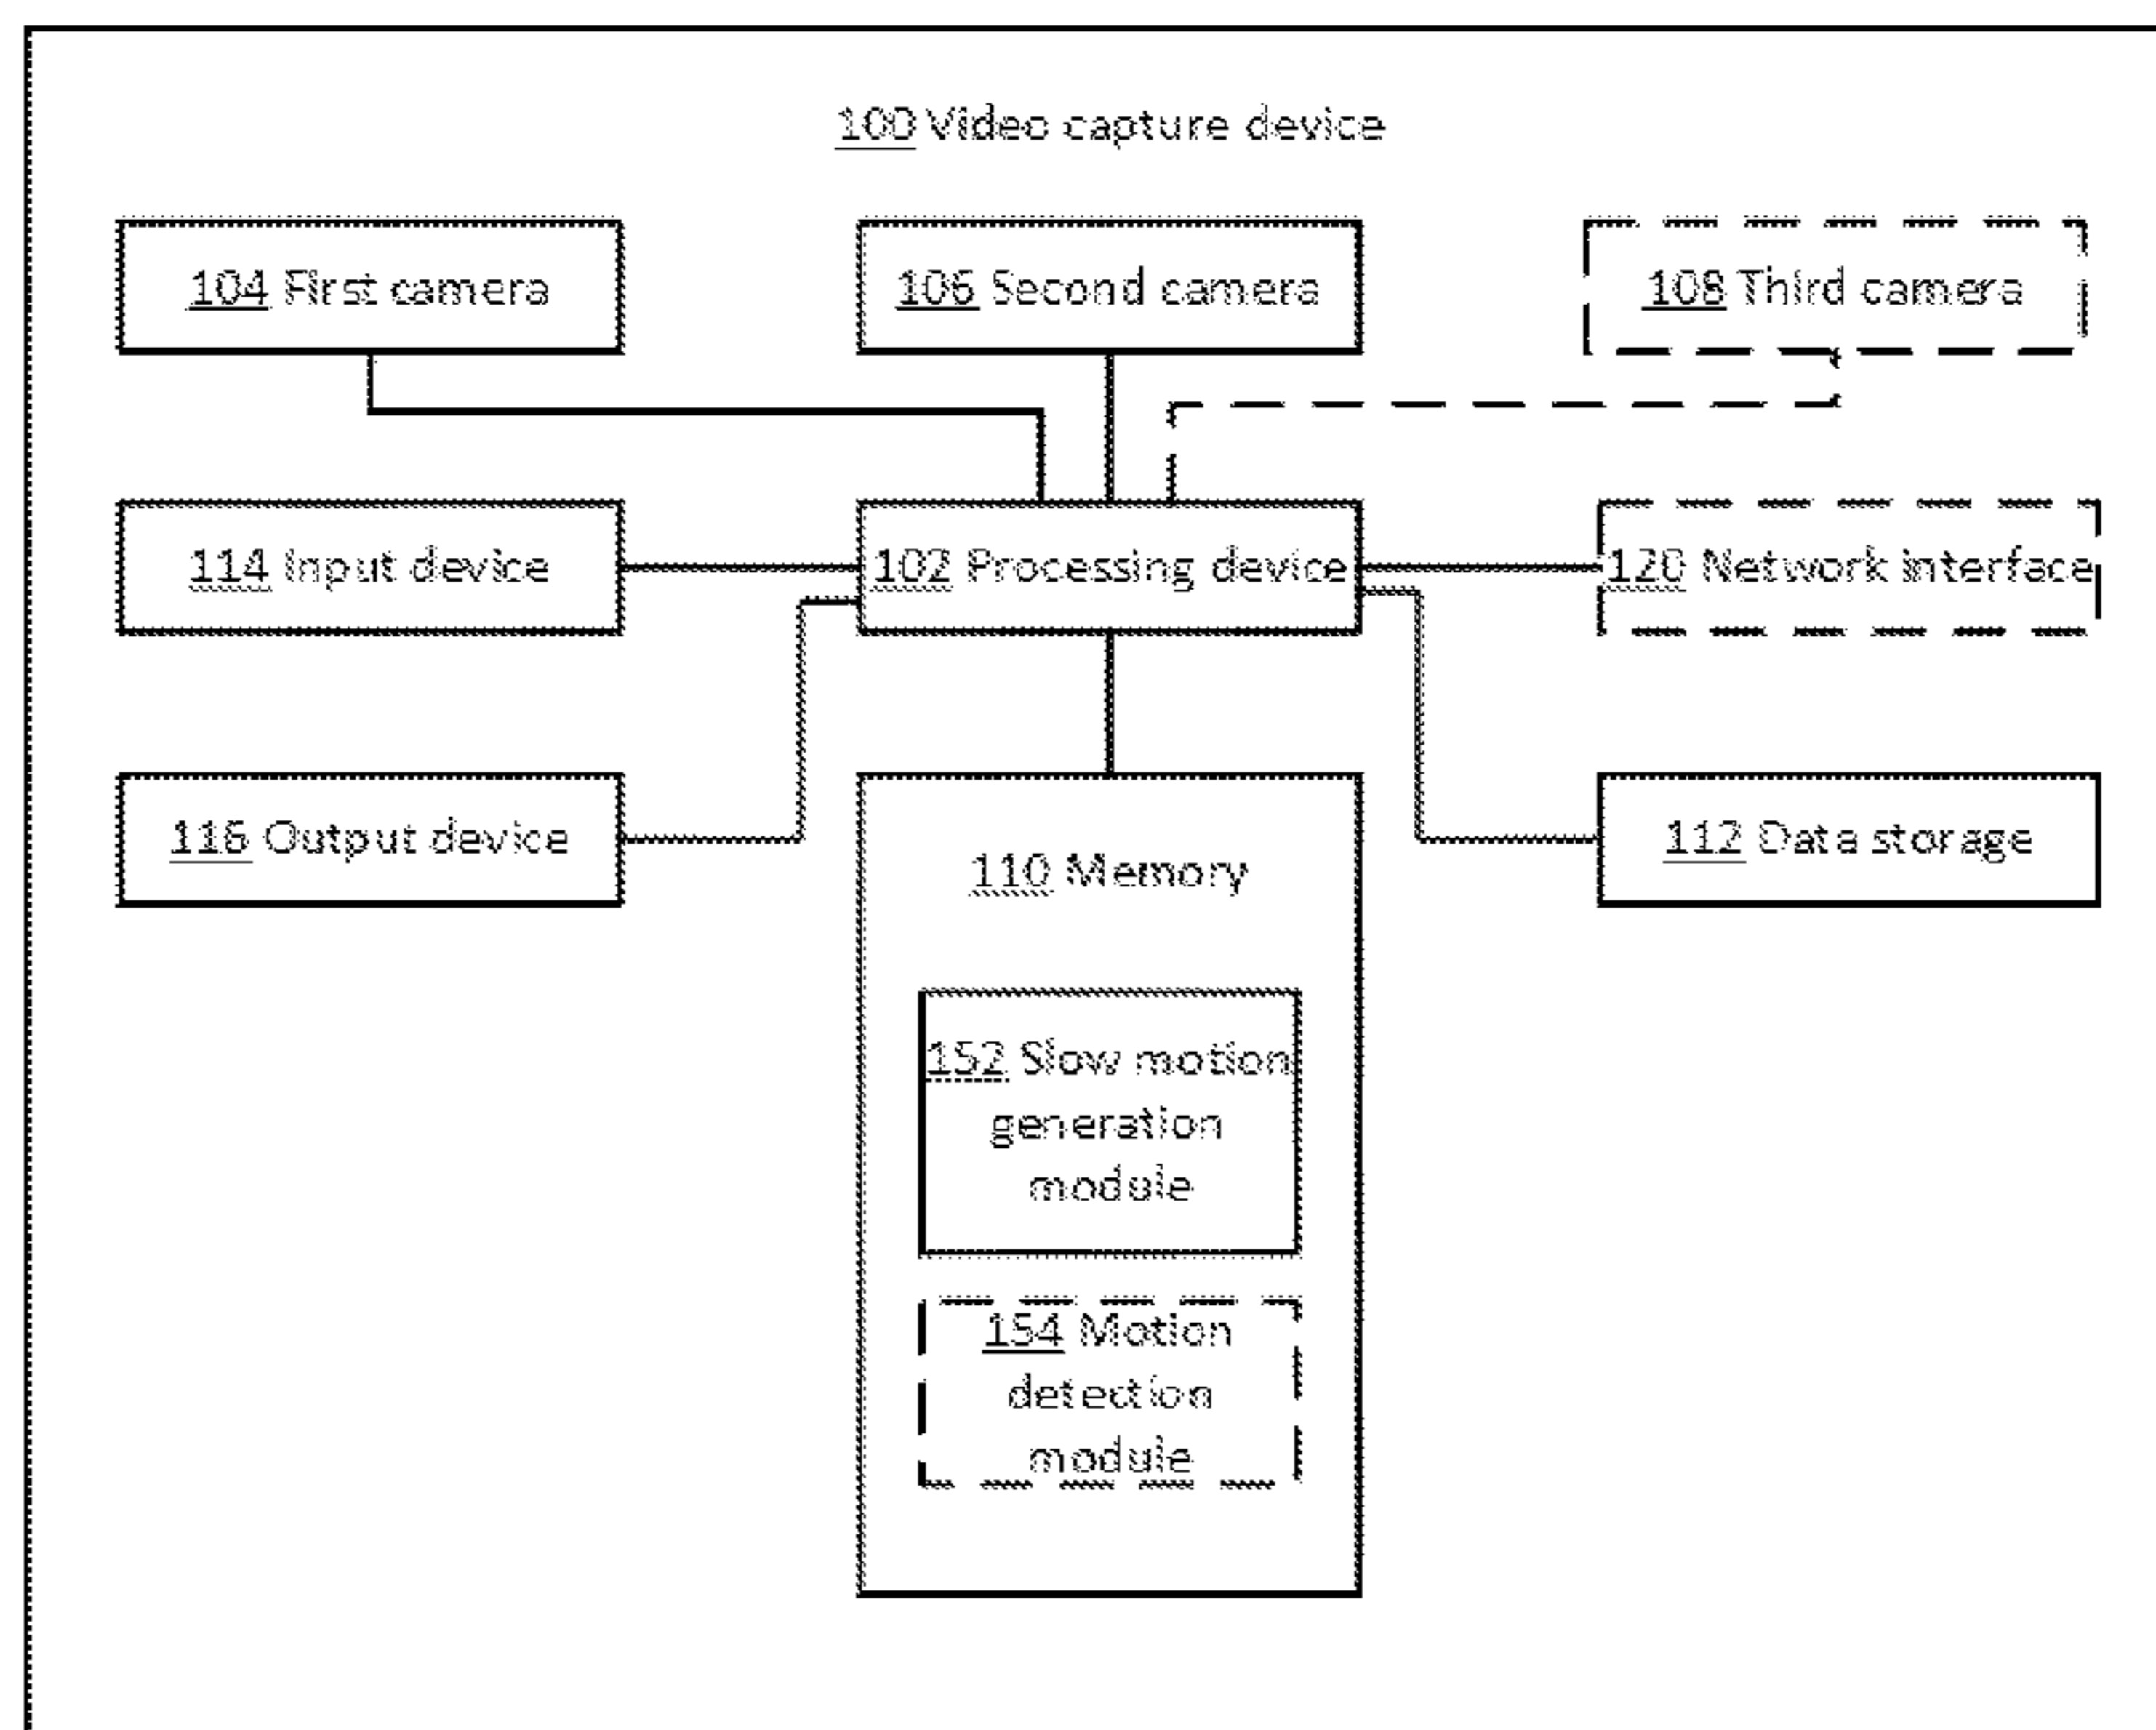 100 Video capture device
104 First camera
106 Second camera
108 Third camera
114 Input device
102 Processing device
120 Network interface
116 Output device
110 Memory
112 Data storage
152 Slow motion
generation
module
154 Motion
detection
module